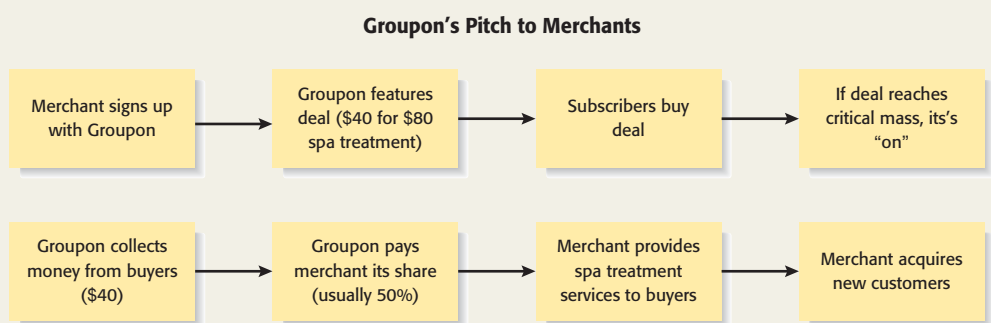 Groupon's Pitch to Merchants
Merchant signs up
with Groupon
Groupon features
deal ($40 for $80
spa treatment)
Subscribers buy
deal
If deal reaches
critical mass, its's
“on”
Groupon collects
money from buyers
($40)
Groupon pays
merchant its share
(usually 50%)
Merchant provides
spa treatment
services to buyers
Merchant acquires
new customers